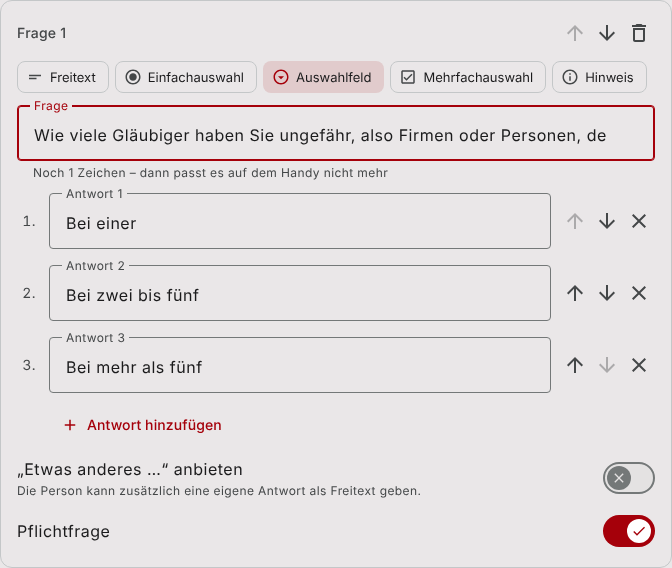 Frage 1
Freitext
Einfachauswahl
Auswahlfeld
Mehrfachauswahl
Hinweis
Frage
Wie viele Gläubiger haben Sie ungefähr, also Firmen oder Personen, de
Noch 1 Zeichen – dann passt es auf dem Handy nicht mehr
Antwort 1
1. Bei einer
Antwort 2
2. Bei zwei bis fünf
Antwort 3
3. Bei mehr als fünf
+ Antwort hinzufügen
„Etwas anderes …“ anbieten
Die Person kann zusätzlich eine eigene Antwort als Freitext geben.
Pflichtfrage